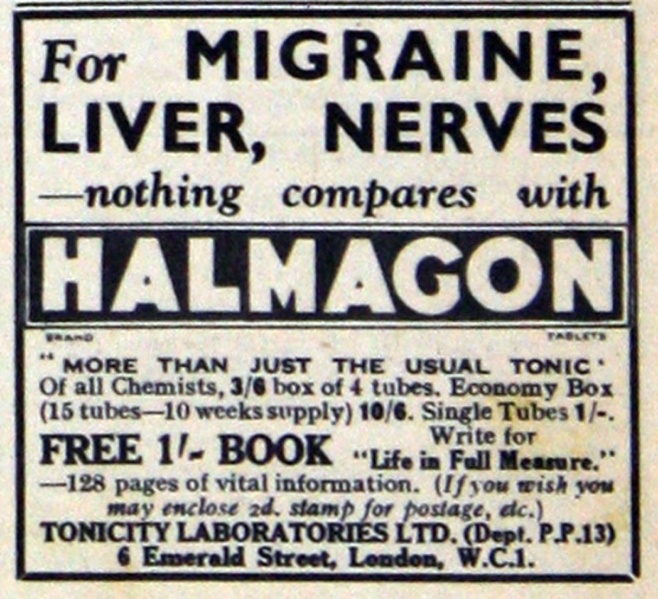 For MIGRAINE,
LIVER, NERVES
—nothing compares with
HALMAGON
BRAND TABLETS
"MORE THAN JUST THE USUAL TONIC"
Of all Chemists, 3/6 box of 4 tubes. Economy Box
(15 tubes—10 weeks supply) 10/6. Single Tubes 1/-.
FREE 1/- BOOK Write for
"Life in Full Measure."
—128 pages of vital information. (If you wish you
may enclose 2d. stamp for postage, etc.)
TONICITY LABORATORIES LTD. (Dept. P.P.13)
6 Emerald Street, London, W.C.1.